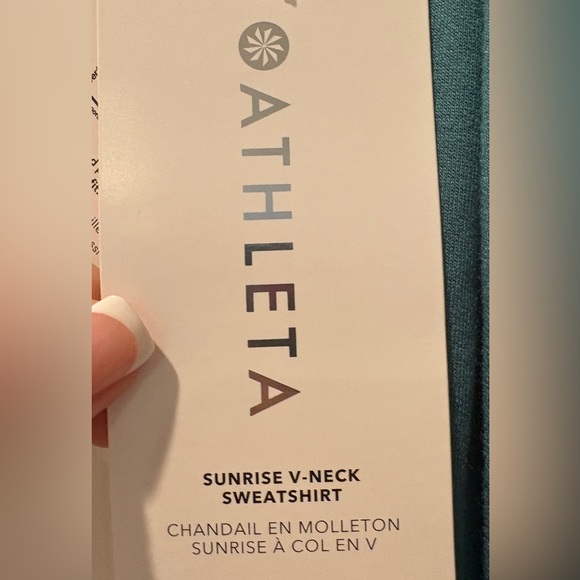 ATHLETA
SUNRISE V-NECK
SWEATSHIRT
CHANDAIL EN MOLLETON
SUNRISE À COL EN V